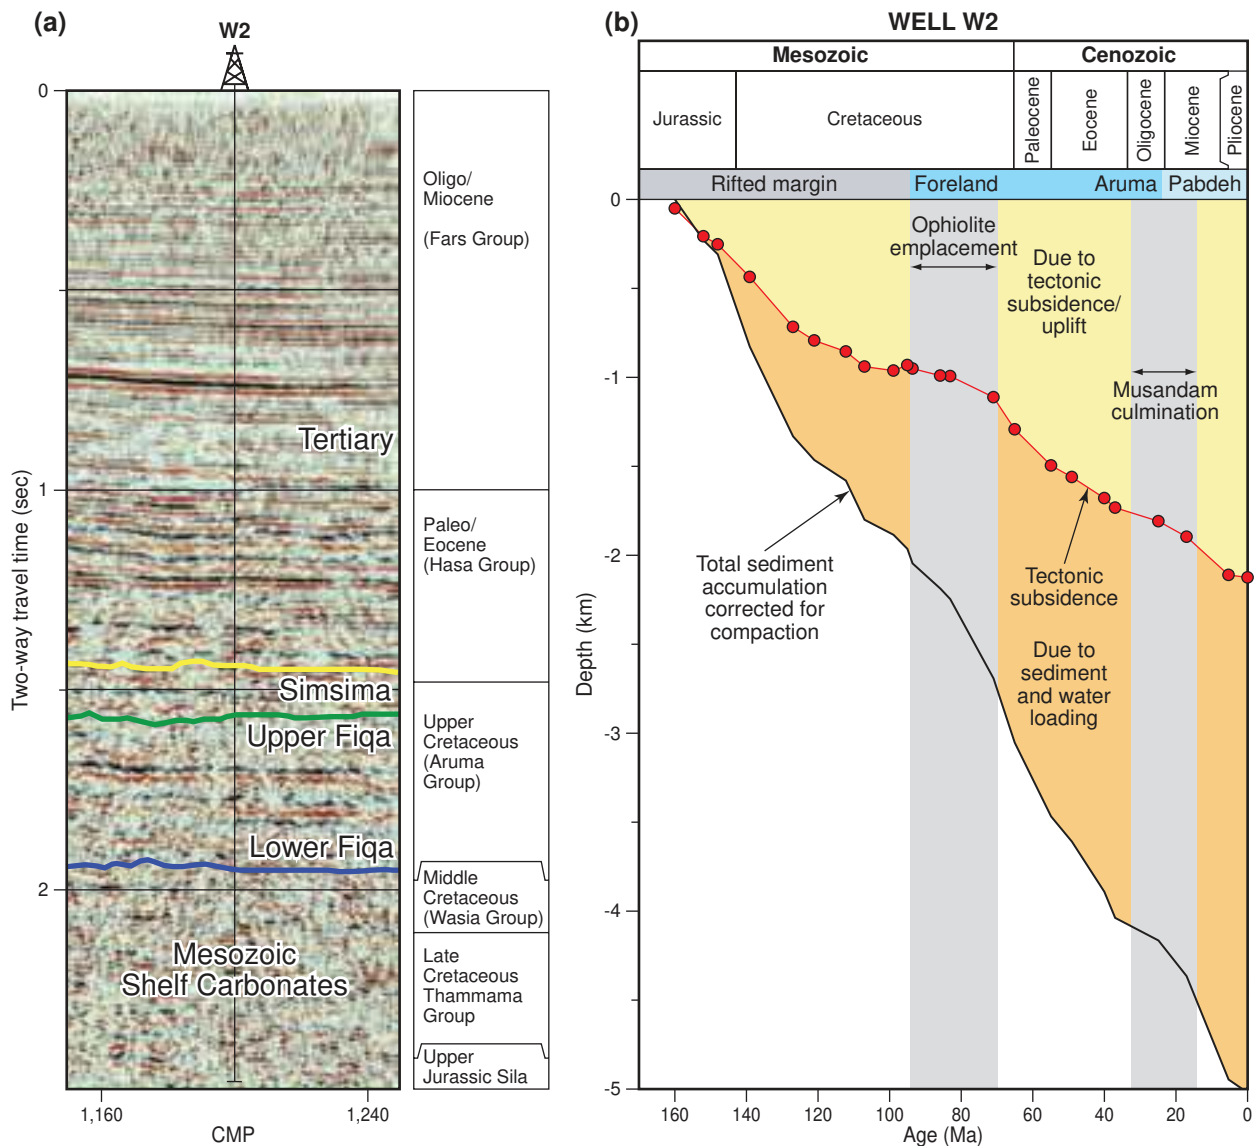 (a)
W2
0
1
2
Two-way travel time (sec)
Tertiary
Simsima
Upper Fiqa
Lower Fiqa
Mesozoic
Shelf Carbonates
1,160
1,240
CMP
Oligo/
Miocene
(Fars Group)
Paleo/
Eocene
(Hasa Group)
Upper
Cretaceous
(Aruma
Group)
Middle
Cretaceous
(Wasia Group)
Late
Cretaceous
Thammama
Group
Upper
Jurassic Sila
(b)
WELL W2
Mesozoic
Cenozoic
Jurassic
Cretaceous
Paleocene
Eocene
Oligocene
Miocene
Pliocene
Rifted margin
Foreland
Aruma
Pabdeh
Ophiolite
emplacement
Due to
tectonic
subsidence/
uplift
Musandam
culmination
Total sediment
accumulation
corrected for
compaction
Tectonic
subsidence
Due to
sediment
and water
loading
0
-1
-2
-3
-4
-5
Depth (km)
160
140
120
100
80
60
40
20
0
Age (Ma)